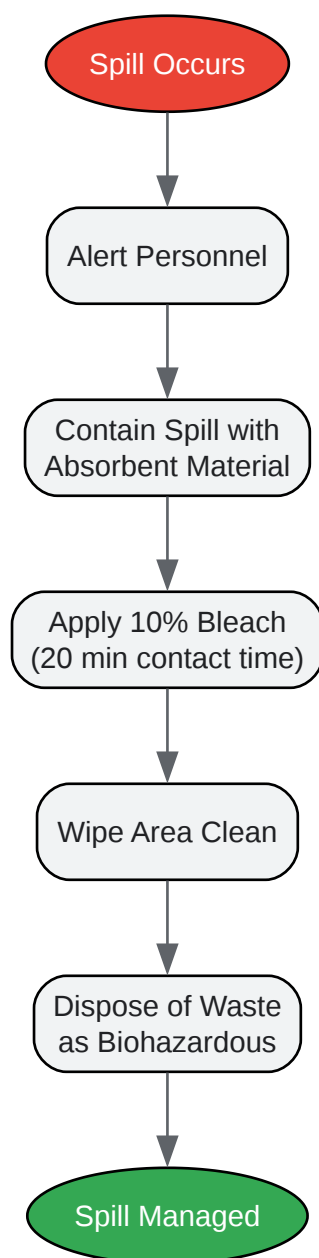 Spill Occurs
Alert Personnel
Contain Spill with
Absorbent Material
Apply 10% Bleach
(20 min contact time)
Wipe Area Clean
Dispose of Waste
as Biohazardous
Spill Managed